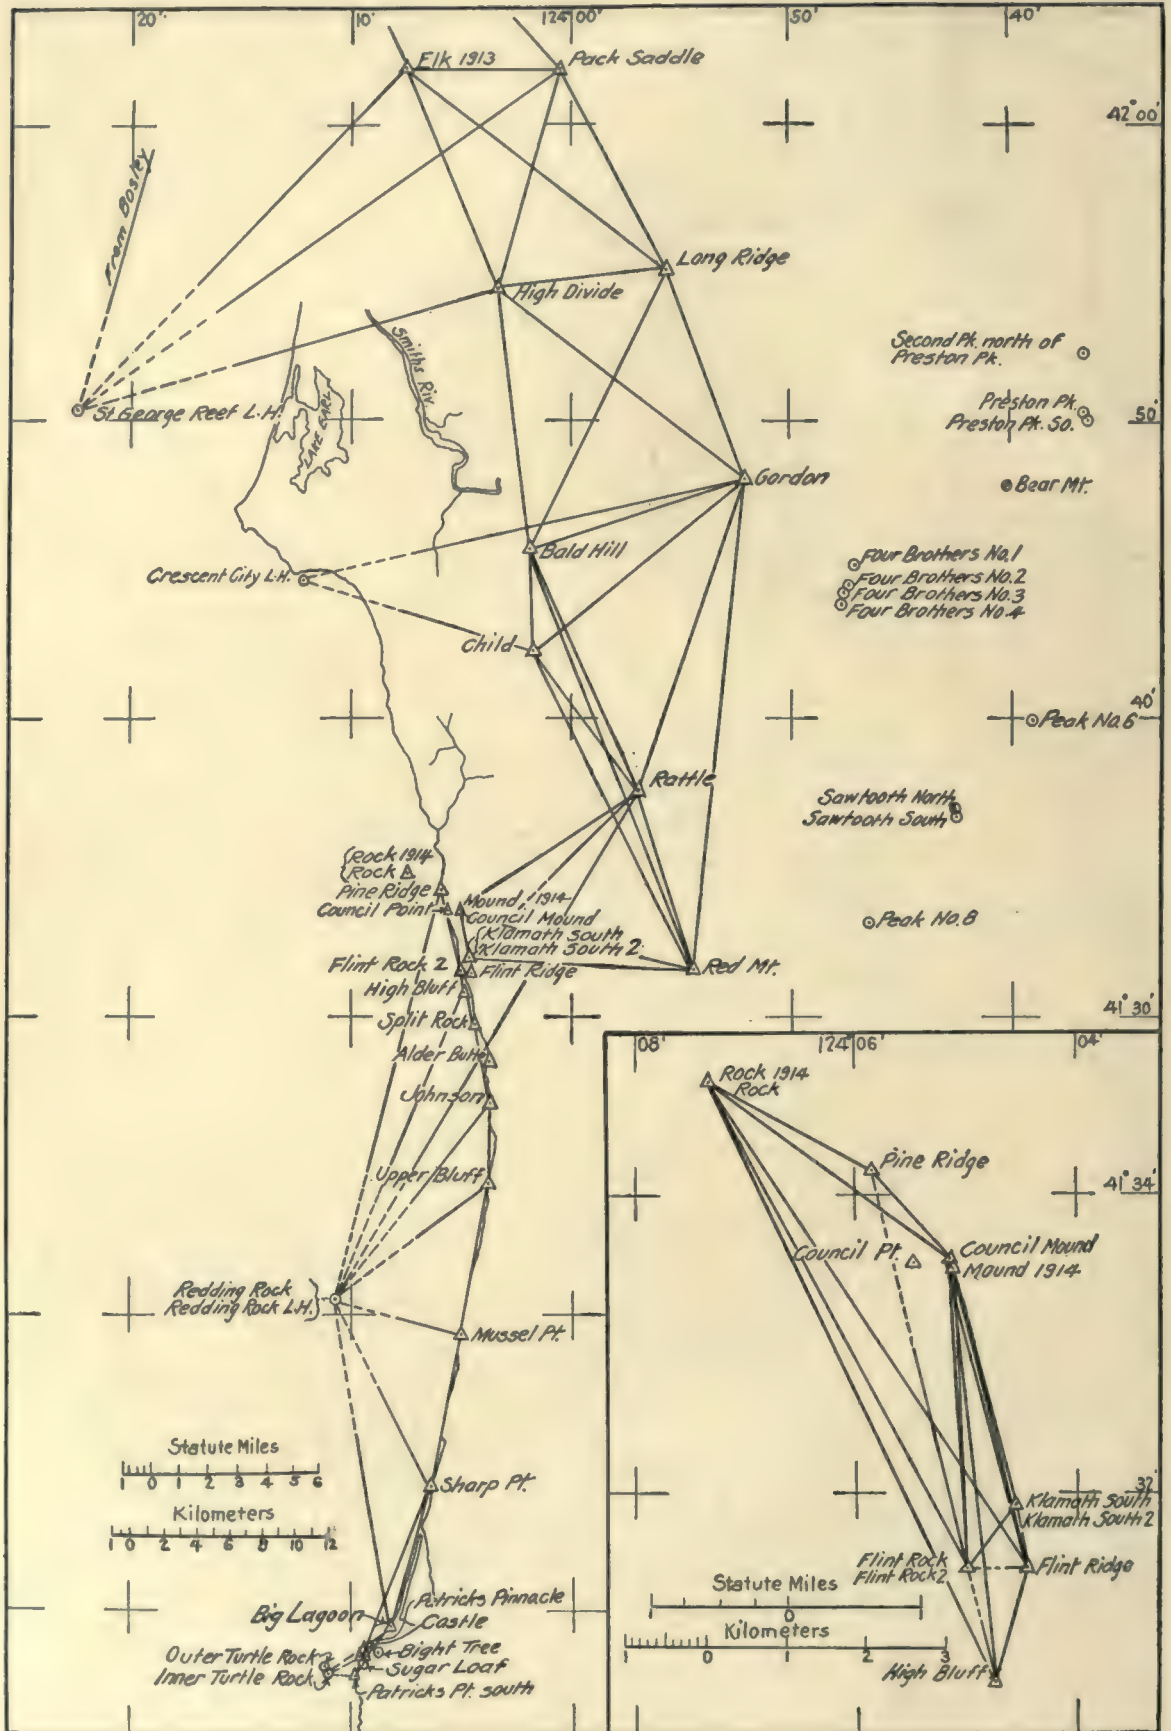 20'
10'
124°00'
50'
40'
Elk 1913
Pack Saddle
42°00'
From Bosley
Long Ridge
High Divide
Smiths Riv.
Second Pk. north of
Preston Pk.
St George Reef L.H.
LAKE EARL
Preston Pk.
Preston Pk. So.
50'
Gordon
Bear Mt.
Bald Hill
Four Brothers No.1
Four Brothers No.2
Four Brothers No.3
Four Brothers No.4
Crescent City L.H.
Child
40'
Peak No.6
Rattle
Sawtooth North
Sawtooth South
Rock 1914
Rock
Pine Ridge
Council Point
Mound, 1914
Council Mound
Klamath South
Klamath South 2
Peak No.8
Flint Rock 2
Flint Ridge
Red Mt.
High Bluff
Split Rock
41°30'
Alder Butte
Johnson
Upper Bluff
Redding Rock
Redding Rock L.H.
Mussel Pt.
Statute Miles
1 0 1 2 3 4 5 6
Kilometers
1 0 2 4 6 8 10 12
Sharp Pt.
Patricks Pinnacle
Big Lagoon
Castle
Outer Turtle Rock
Bight Tree
Inner Turtle Rock
Sugar Loaf
Patricks Pt. south
08'
124°06'
04'
Rock 1914
Rock
Pine Ridge
41°34'
Council Pt.
Council Mound
Mound 1914
32'
Klamath South
Klamath South 2
Flint Rock
Flint Rock 2
Flint Ridge
Statute Miles
1 0 1
Kilometers
1 0 1 2 3
High Bluff